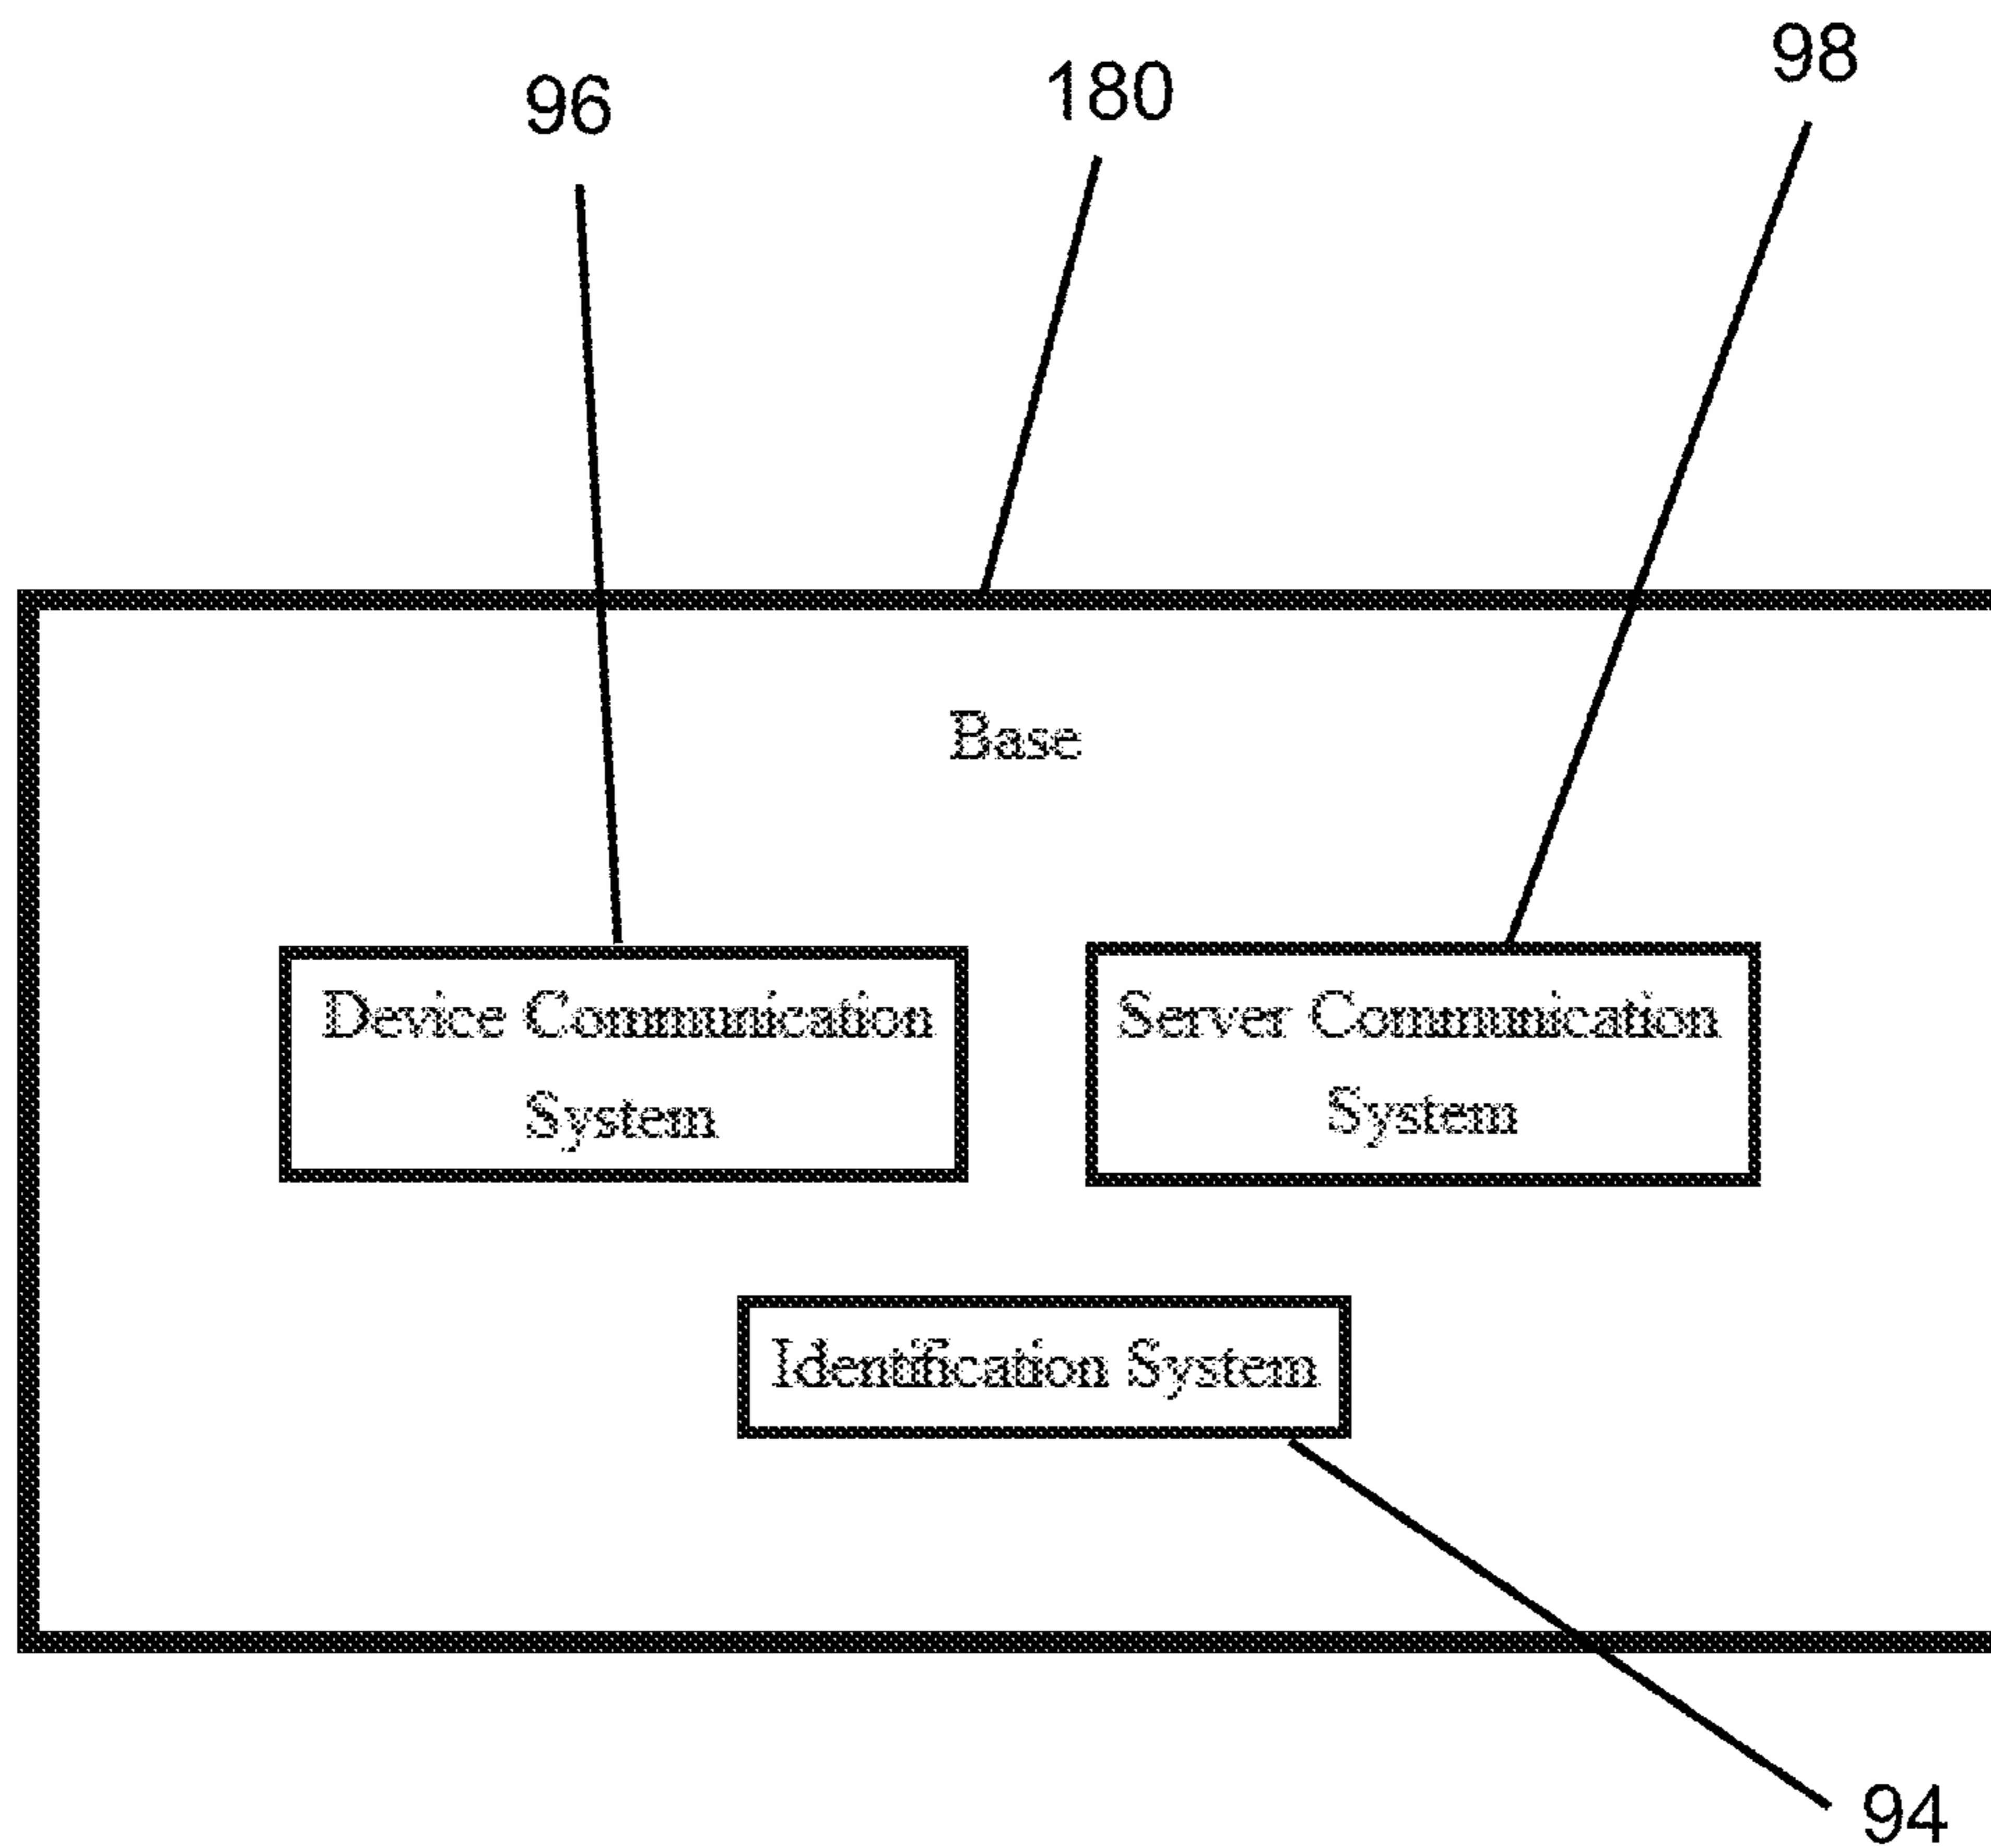 96
180
98
Base
Device Communication
System
Server Communication
System
Identification System
94